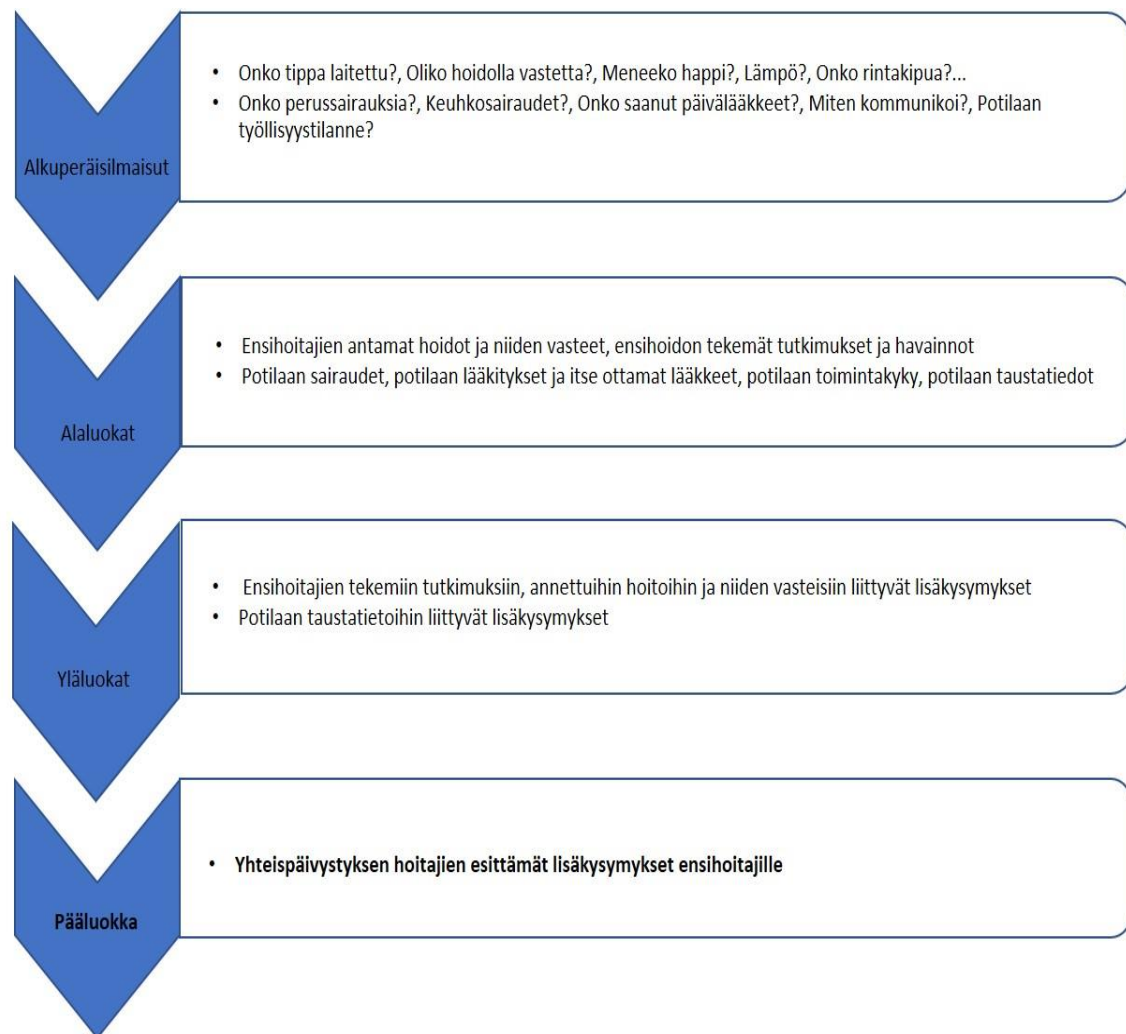 Alkuperäisilmaisut
• Onko tippa laitettu?, Oliko hoidolla vastetta?, Meneekö happi?, Lämpö?, Onko rintakipua?...
• Onko perussairauksia?, Keuhkosairaudet?, Onko saanut päivälääkkeet?, Miten kommunikoi?, Potilaan
työllisyystilanne?
Alaluokat
• Ensihoitajien antamat hoidot ja niiden vasteet, ensihoidon tekemät tutkimukset ja havainnot
• Potilaan sairaudet, potilaan lääkitykset ja itse ottamat lääkkeet, potilaan toimintakyky, potilaan taustatiedot
Yläluokat
• Ensihoitajien tekemiin tutkimuksiin, annettuihin hoitoihin ja niiden vasteisiin liittyvät lisäkysymykset
• Potilaan taustatietoihin liittyvät lisäkysymykset
Pääluokka
• Yhteispäivystyksen hoitajien esittämät lisäkysymykset ensihoitajille